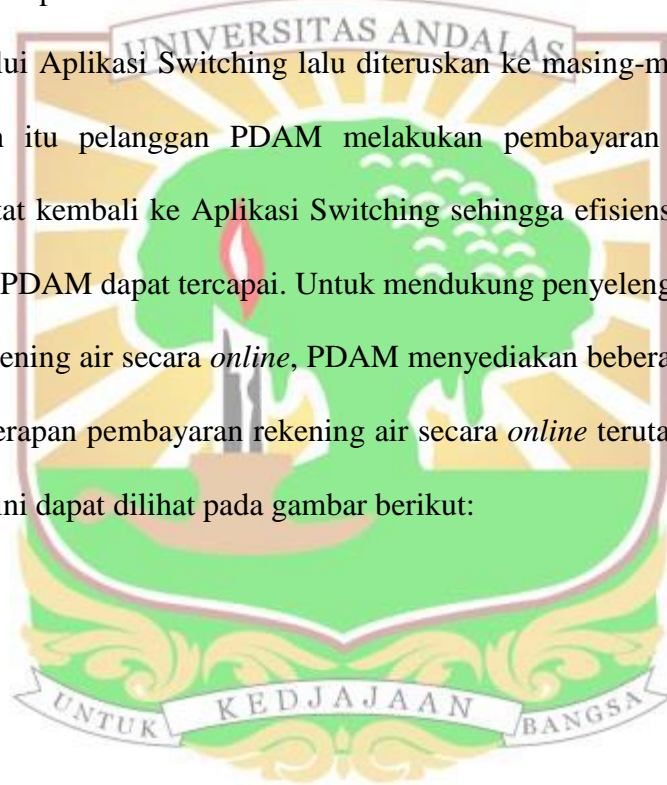 UNIVERSITAS ANDALAS
lui Aplikasi Switching lalu diteruskan ke masing-m
itu pelanggan PDAM melakukan pembayaran
at kembali ke Aplikasi Switching sehingga efisiens
PDAM dapat tercapai. Untuk mendukung penyeleng
ening air secara online, PDAM menyediakan bebera
erapan pembayaran rekening air secara online teruta
ini dapat dilihat pada gambar berikut:
UNTUK KEDJAJAAN BANGSA